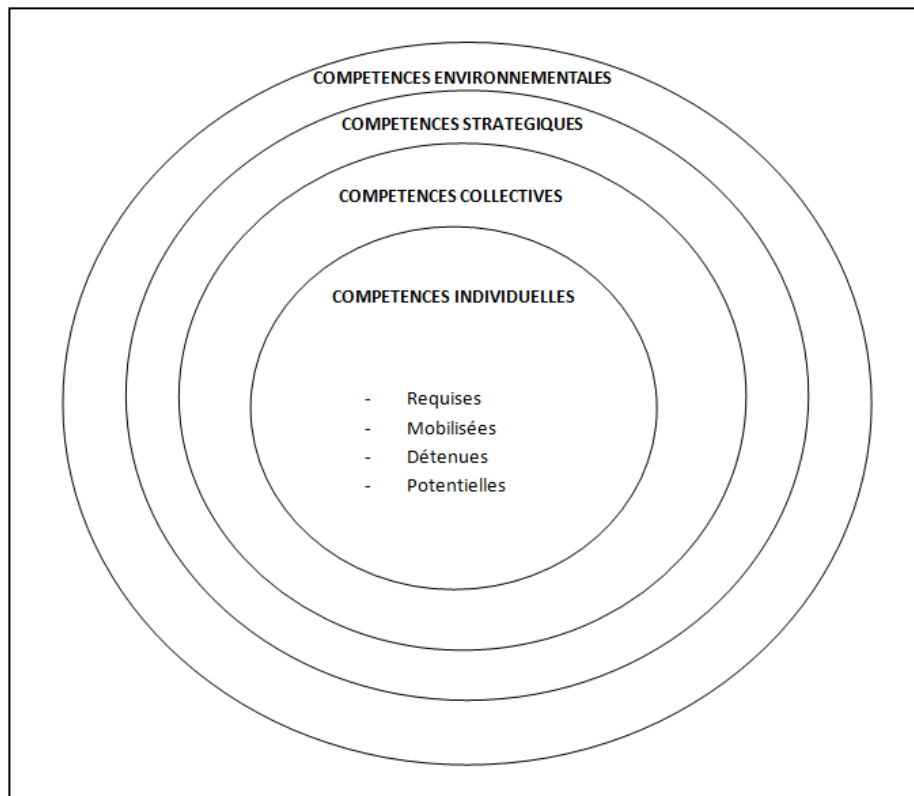 COMPETENCES ENVIRONNEMENTALES
COMPETENCES STRATEGIQUES
COMPETENCES COLLECTIVES
COMPETENCES INDIVIDUELLES
- Requises
- Mobilisées
- Détenues
- Potentielles